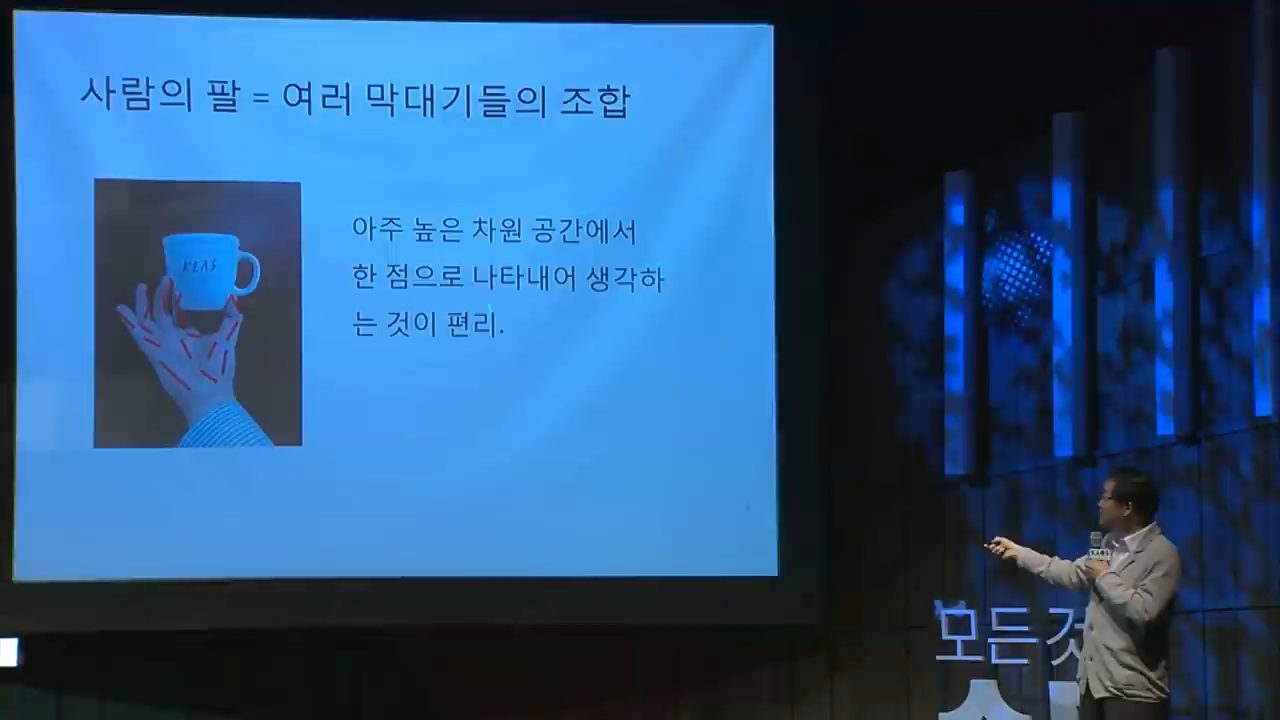 사람의 팔 = 여러 막대기들의 조합
KIAS
아주 높은 차원 공간에서
한 점으로 나타내어 생각하
는 것이 편리.
모든